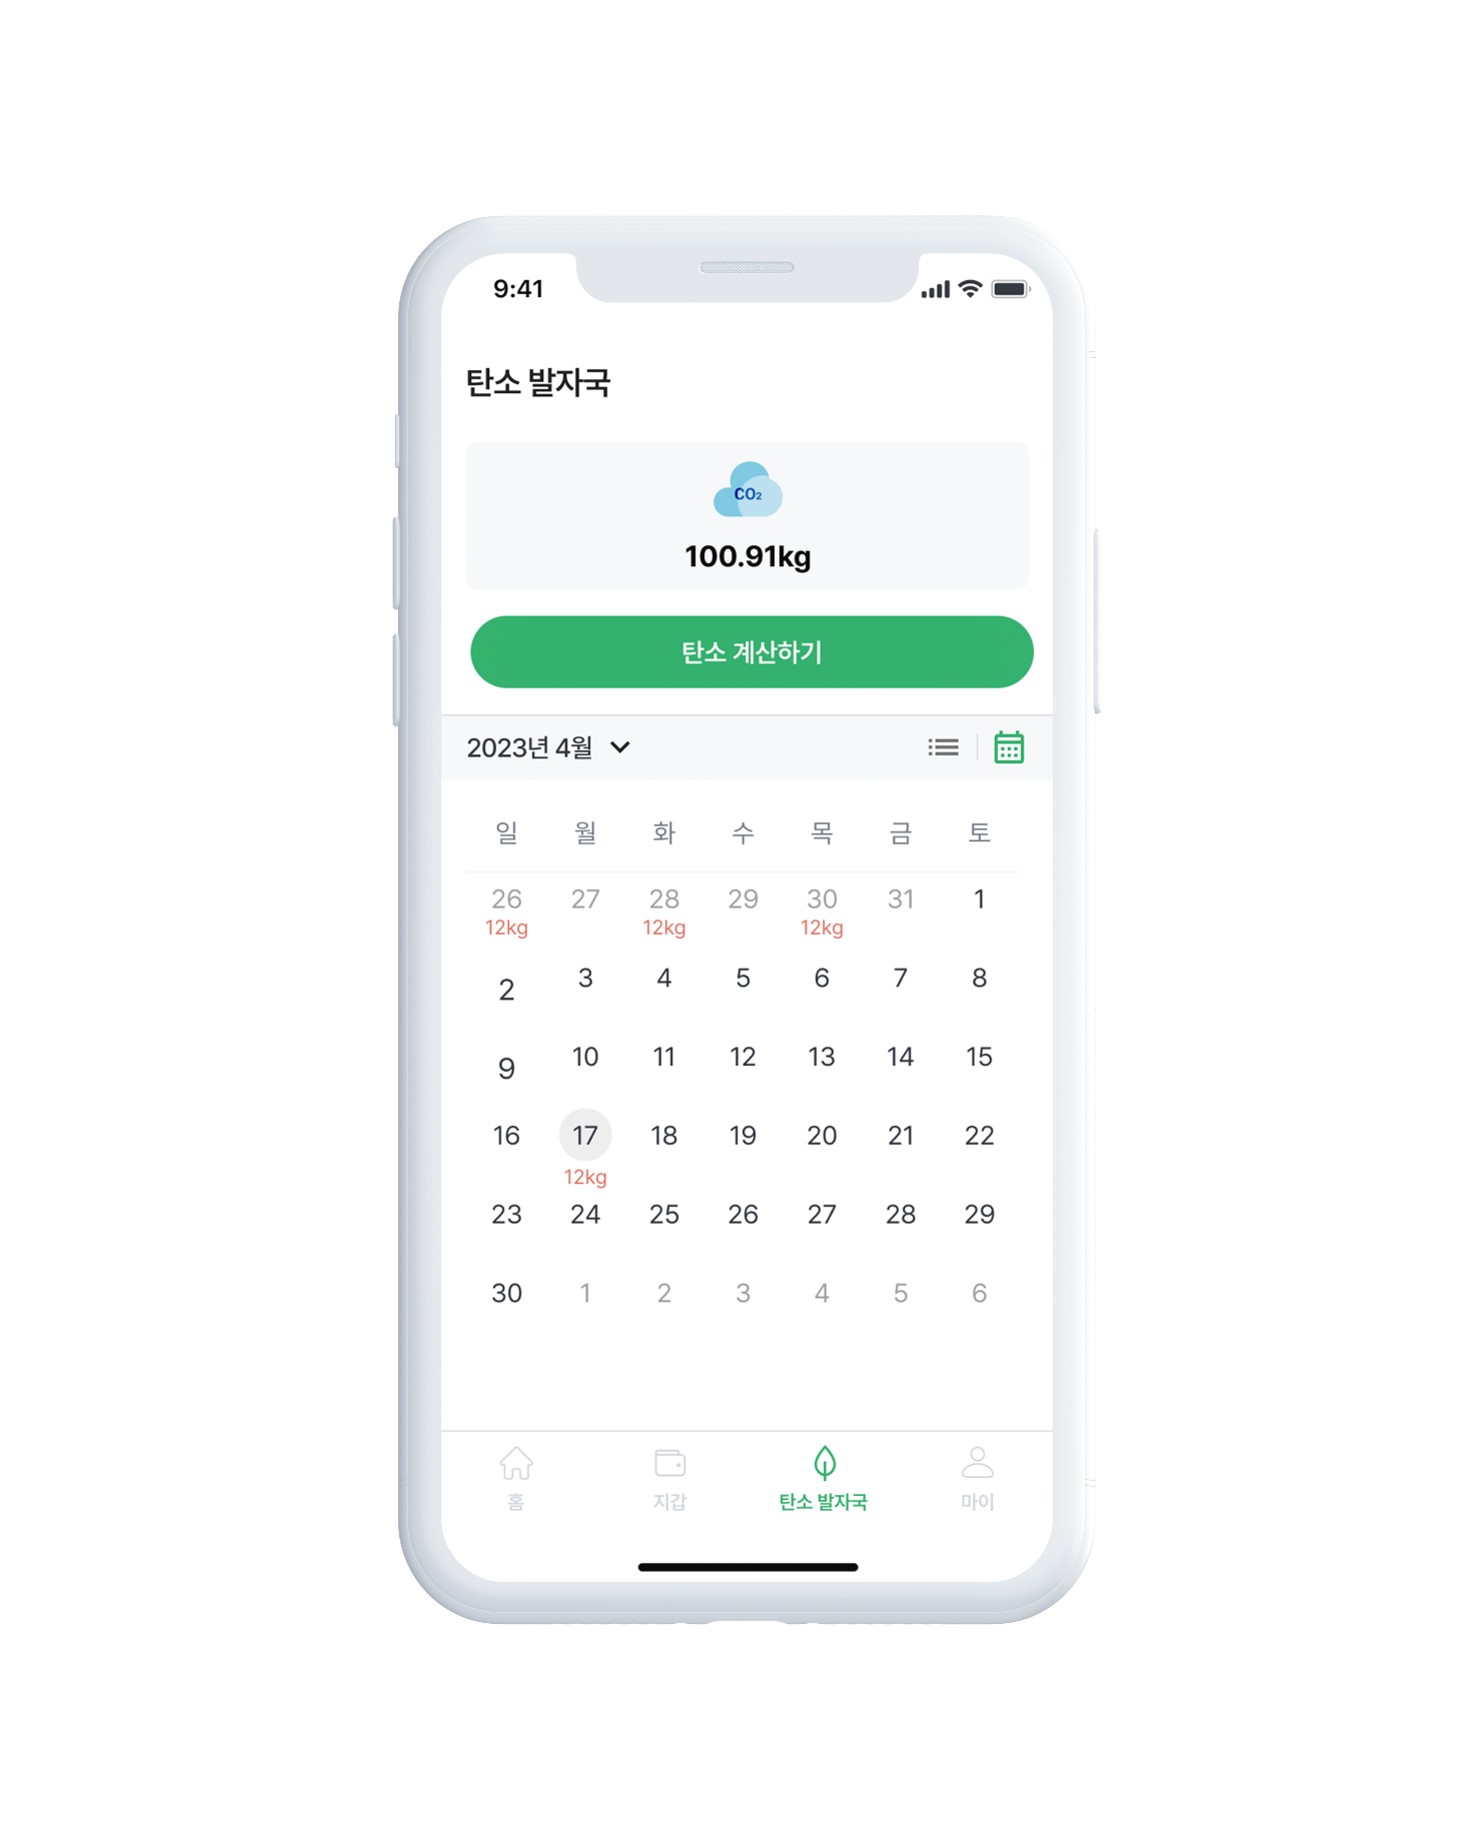 9:41
탄소 발자국
CO₂
100.91kg
탄소 계산하기
2023년 4월
일 월 화 수 목 금 토
26 27 28 29 30 31 1
12kg 12kg 12kg
2 3 4 5 6 7 8
9 10 11 12 13 14 15
16 17 18 19 20 21 22
12kg
23 24 25 26 27 28 29
30 1 2 3 4 5 6
홈 지갑 탄소 발자국 마이